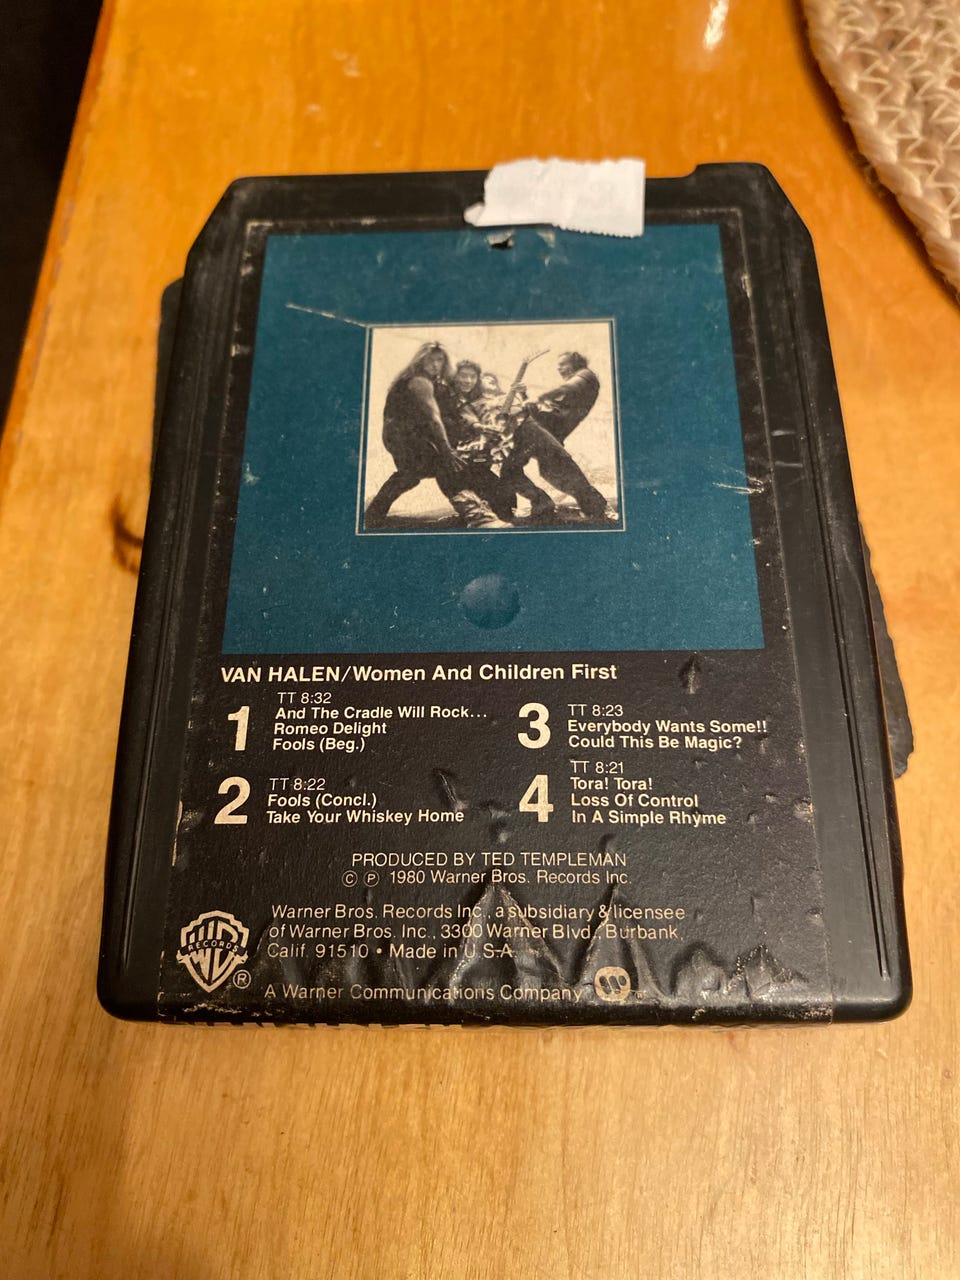 VAN HALEN/Women And Children First
1
TT 8:32
And The Cradle Will Rock...
Romeo Delight
Fools (Beg.)
2
TT 8:22
Fools (Concl.)
Take Your Whiskey Home
3
TT 8:23
Everybody Wants Some!!
Could This Be Magic?
4
TT 8:21
Tora! Tora!
Loss Of Control
In A Simple Rhyme
PRODUCED BY TED TEMPLEMAN
© ℗ 1980 Warner Bros. Records Inc.
Warner Bros. Records Inc., a subsidiary & licensee
of Warner Bros. Inc., 3300 Warner Blvd., Burbank,
Calif. 91510 • Made in U.S.A.
WB
RECORDS
®
A Warner Communications Company